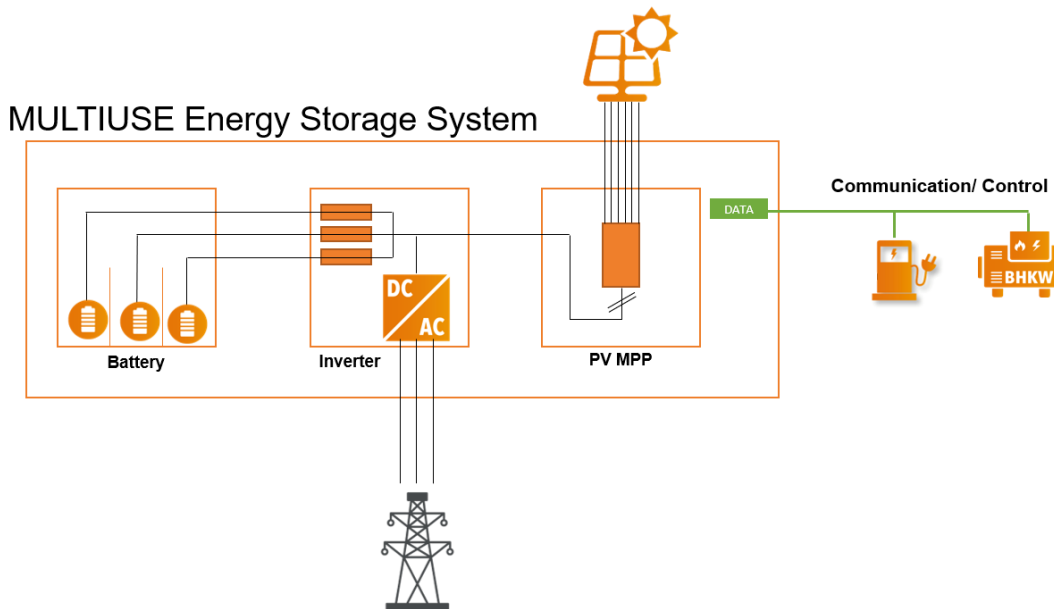 MULTIUSE Energy Storage System
Communication/ Control
DATA
BHKW
DC
AC
Battery
Inverter
PV MPP